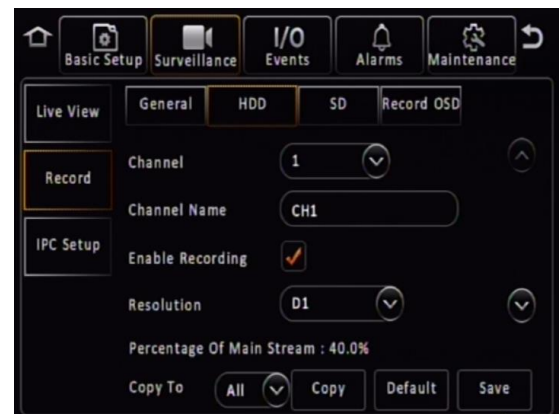 Basic Setup Surveillance I/O Events Alarms Maintenance
General HDD SD Record OSD
Live View
Record
IPC Setup
Channel 1
Channel Name CH1
Enable Recording
Resolution D1
Percentage Of Main Stream : 40.0%
Copy To All Copy Default Save